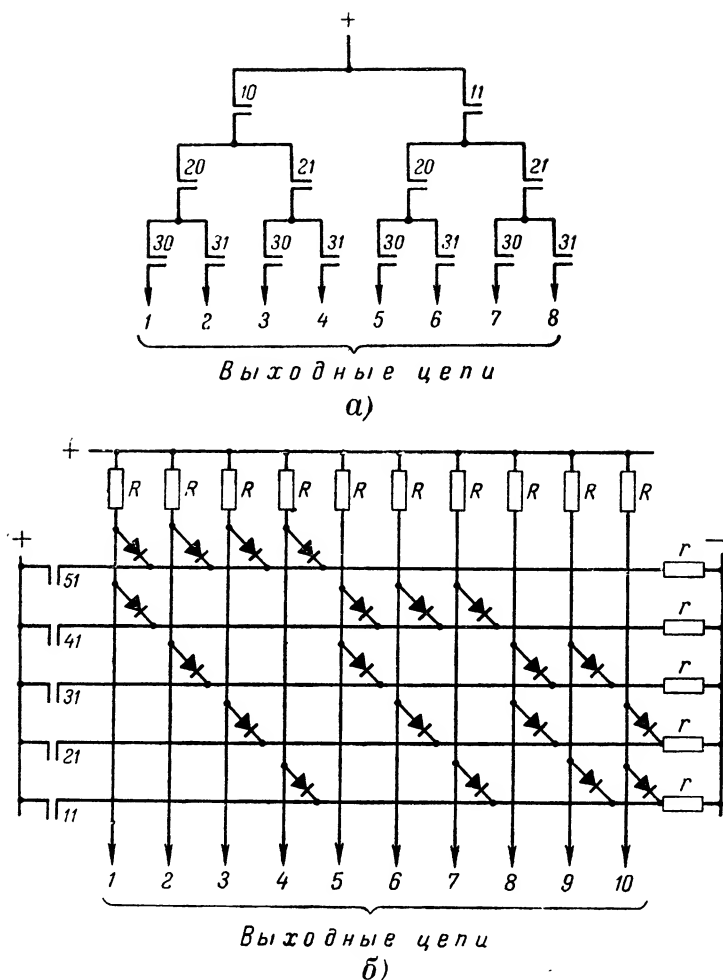 +
10 11
20 21 20 21
30 31 30 31 30 31 30 31
1 2 3 4 5 6 7 8
Выходные цепи
а)
+
R R R R R R R R R R
+ −
51 r
41 r
31 r
21 r
11 r
1 2 3 4 5 6 7 8 9 10
Выходные цепи
б)